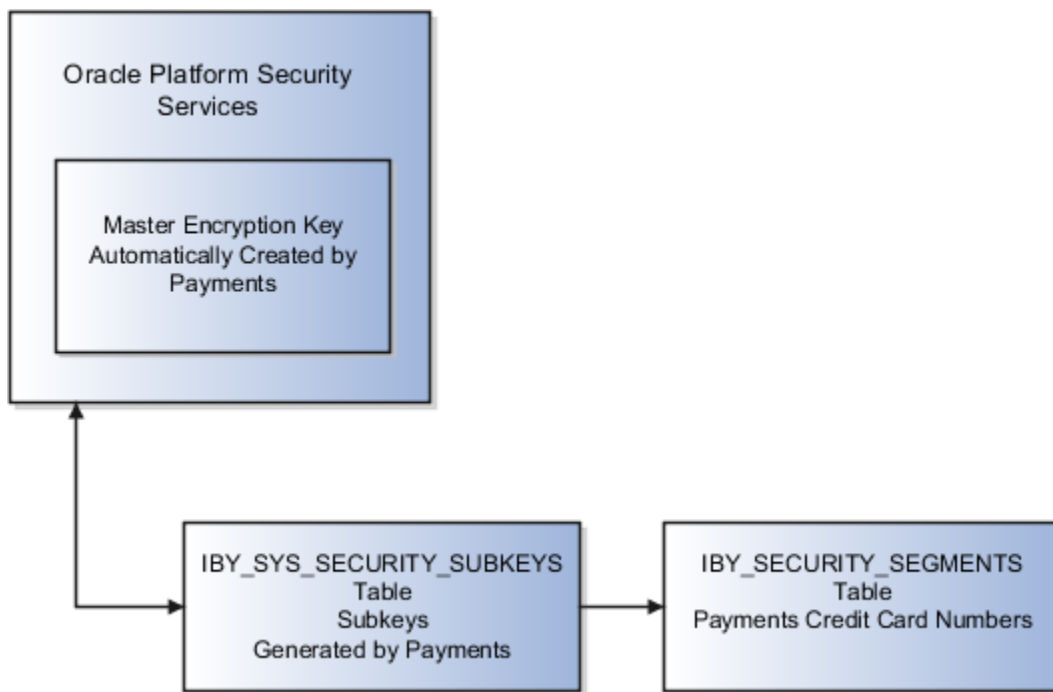 Oracle Platform Security
Services
Master Encryption Key
Automatically Created by
Payments
IBY_SYS_SECURITY_SUBKEYS
Table
Subkeys
Generated by Payments
IBY_SECURITY_SEGMENTS
Table
Payments Credit Card Numbers